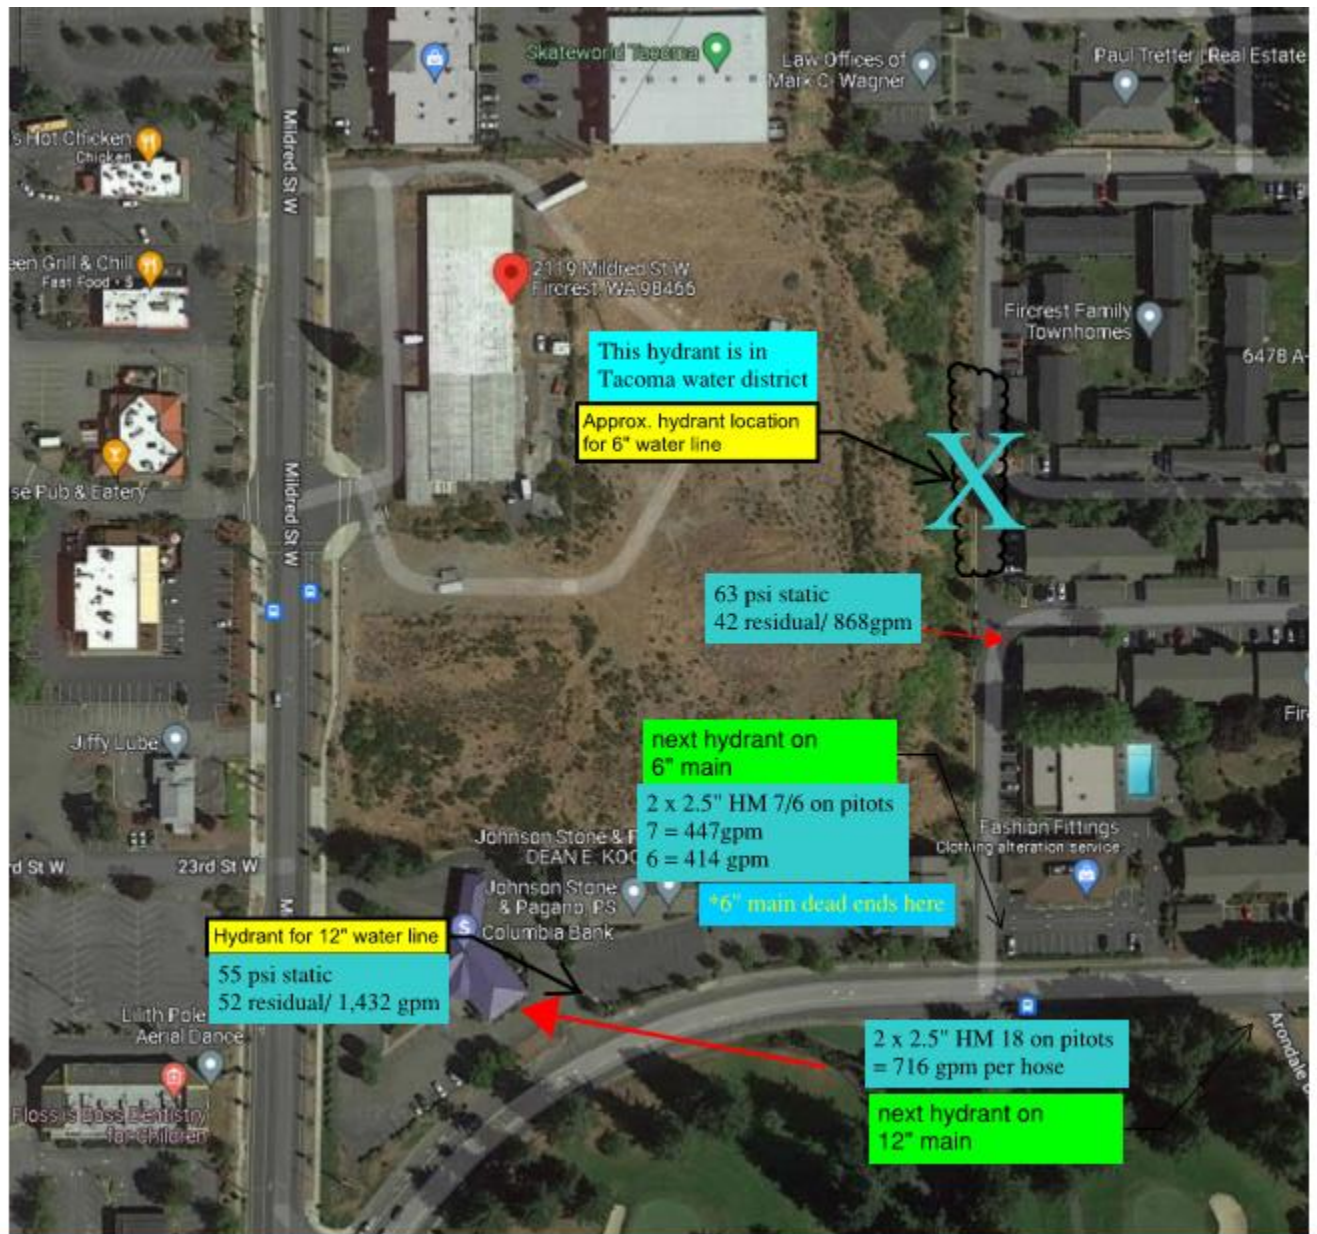 Skateworld Tacoma
Law Offices of
Mark C. Wagner
Paul Tretter | Real Estate
's Hot Chicken
Chicken
Mildred St W
een Grill & Chill
Fast Food • $
2119 Mildred St W,
Fircrest, WA 98466
Fircrest Family
Townhomes
6478 A-
This hydrant is in
Tacoma water district
Approx. hydrant location
for 6" water line
X
se Pub & Eatery
Mildred St W
63 psi static
42 residual/ 868gpm
Jiffy Lube
Fir
next hydrant on
6" main
2 x 2.5" HM 7/6 on pitots
7 = 447gpm
6 = 414 gpm
*6" main dead ends here
Johnson Stone & P
DEAN E. KOO
Johnson Stone
& Pagano, PS
Columbia Bank
S
Fashion Fittings
Clothing alteration service
rd St W
23rd St W
M
Hydrant for 12" water line
55 psi static
52 residual/ 1,432 gpm
Lilith Pole
Aerial Dance
Floss is Boss Dentistry
for Children
2 x 2.5" HM 18 on pitots
= 716 gpm per hose
next hydrant on
12" main
Arondale